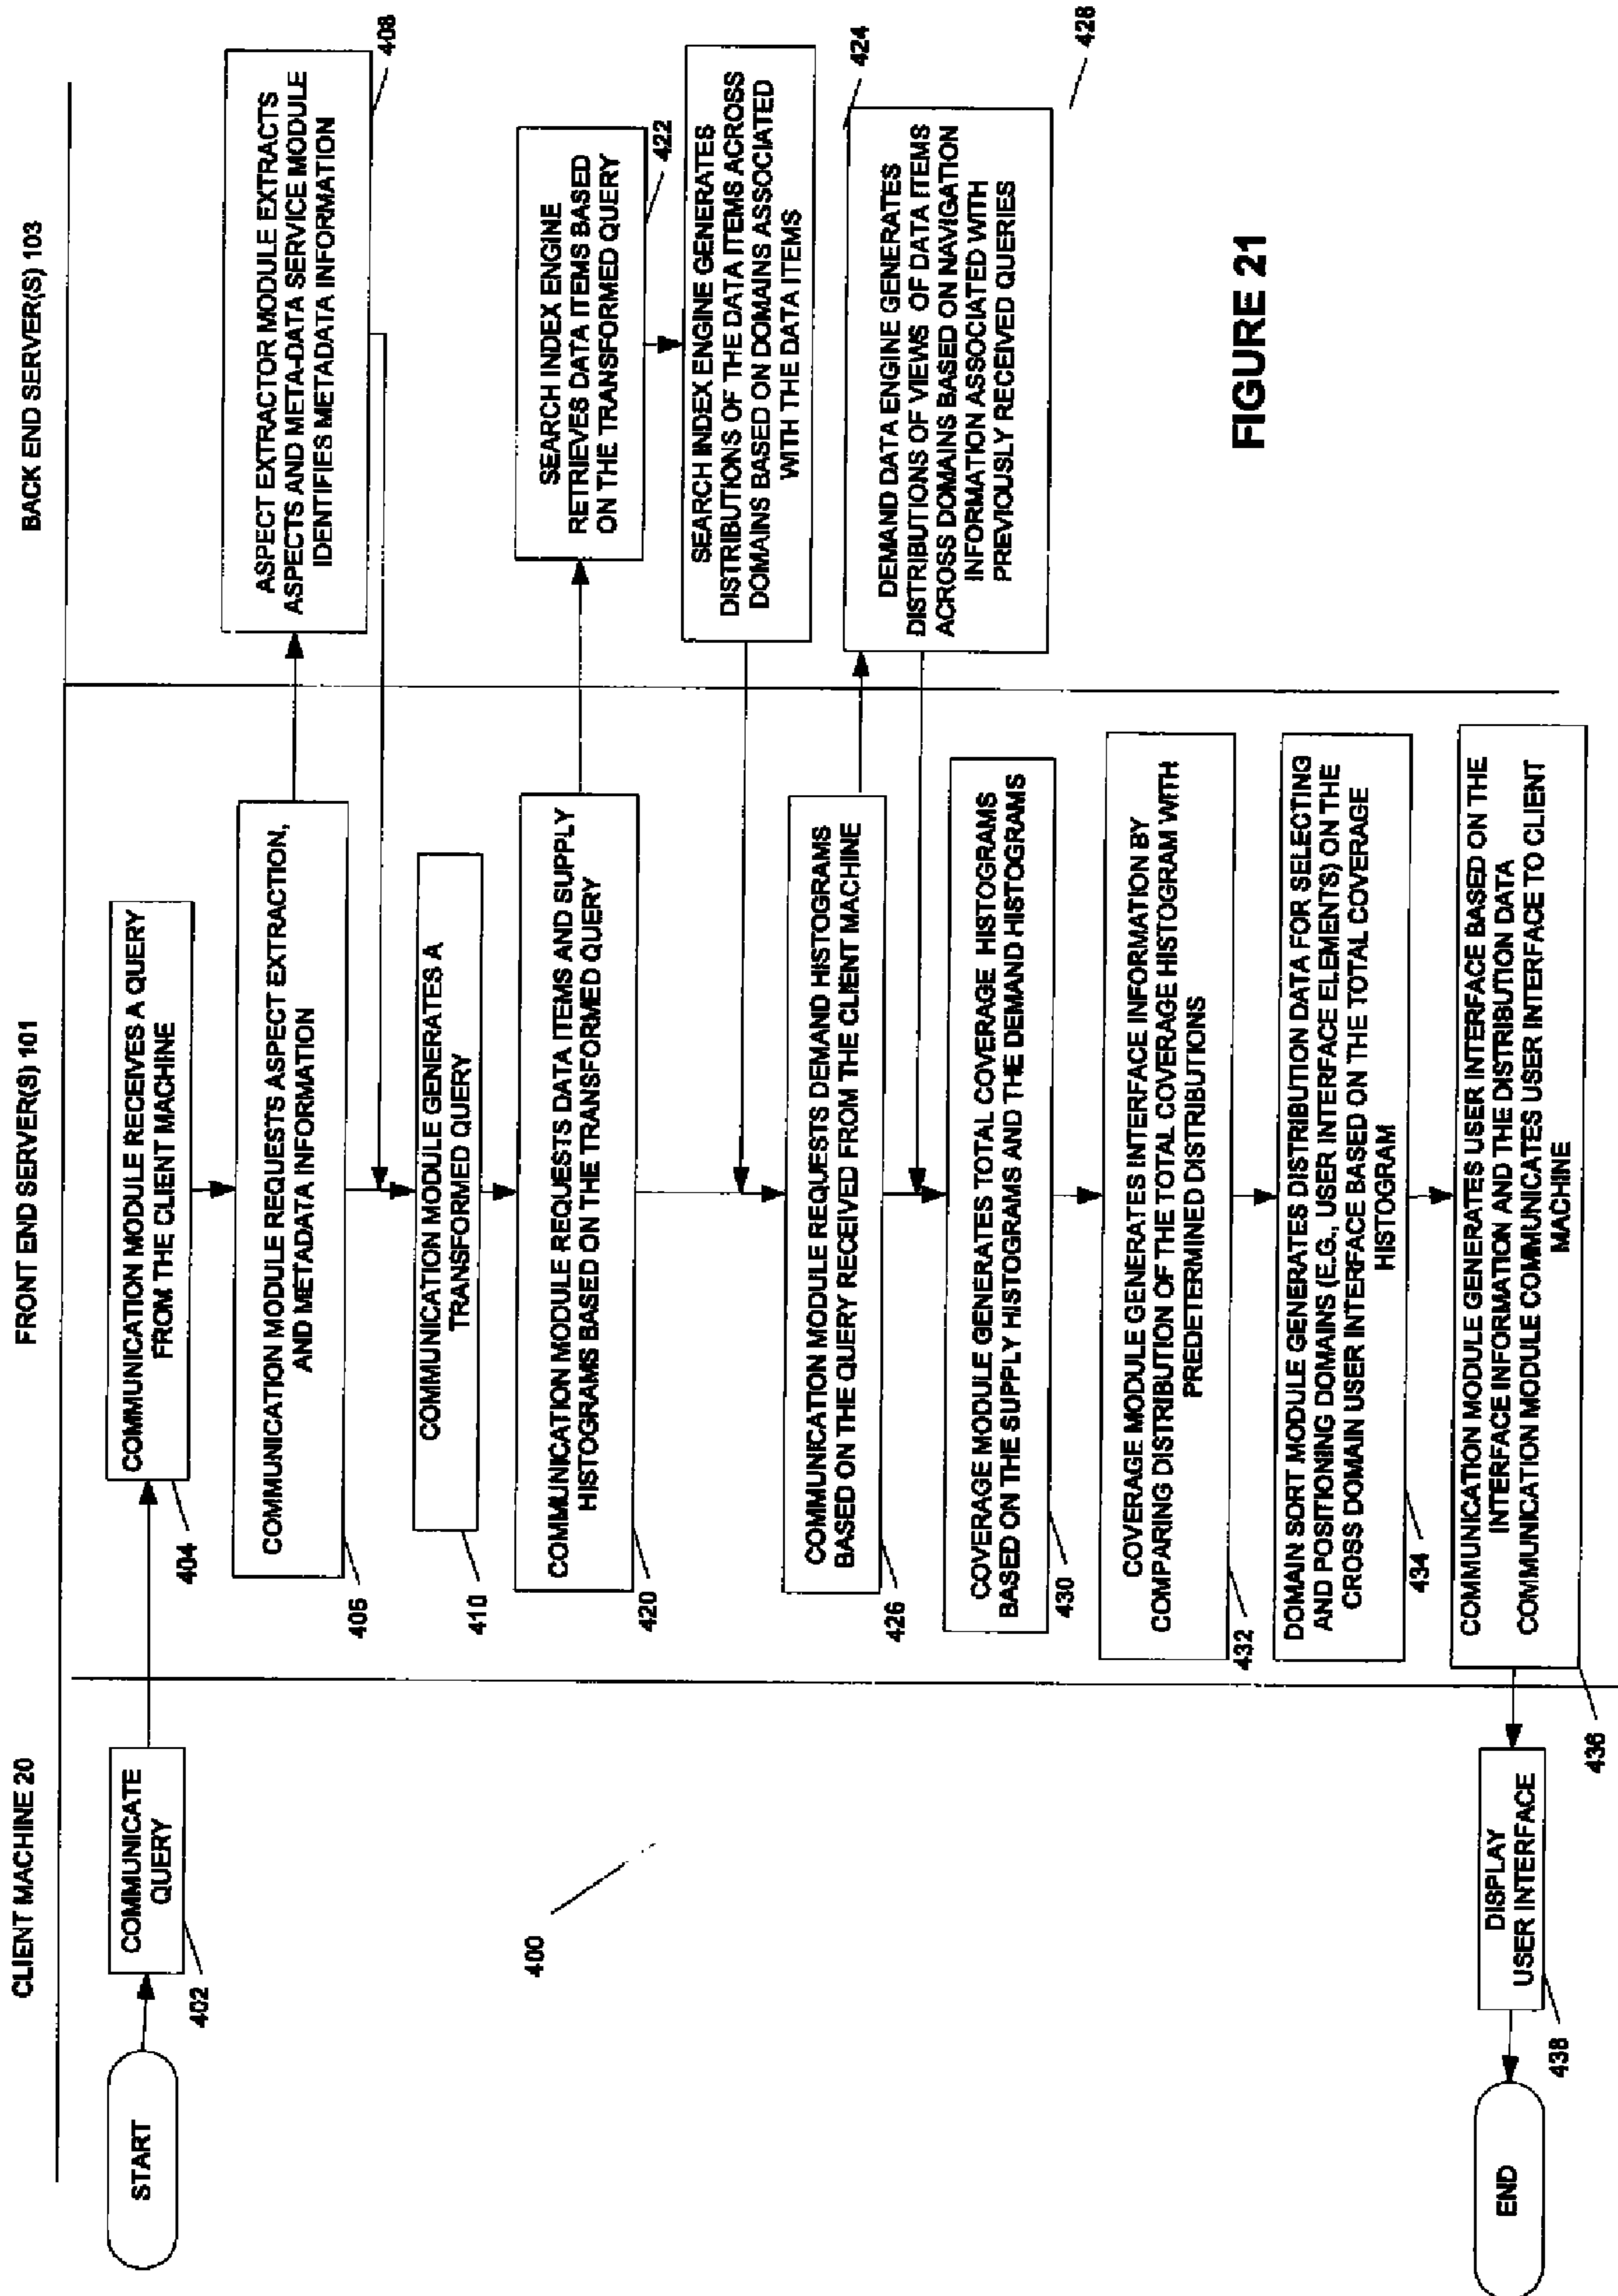 CLIENT MACHINE 20
FRONT END SERVER(S) 101
BACK END SERVER(S) 103
START
COMMUNICATE
QUERY
402
COMMUNICATION MODULE RECEIVES A QUERY
FROM THE CLIENT MACHINE
404
COMMUNICATION MODULE REQUESTS ASPECT EXTRACTION,
AND METADATA INFORMATION
406
ASPECT EXTRACTOR MODULE EXTRACTS
ASPECTS AND META-DATA SERVICE MODULE
IDENTIFIES METADATA INFORMATION
408
COMMUNICATION MODULE GENERATES A
TRANSFORMED QUERY
410
COMMUNICATION MODULE REQUESTS DATA ITEMS AND SUPPLY
HISTOGRAMS BASED ON THE TRANSFORMED QUERY
420
SEARCH INDEX ENGINE
RETRIEVES DATA ITEMS BASED
ON THE TRANSFORMED QUERY
422
SEARCH INDEX ENGINE GENERATES
DISTRIBUTIONS OF THE DATA ITEMS ACROSS
DOMAINS BASED ON DOMAINS ASSOCIATED
WITH THE DATA ITEMS
424
COMMUNICATION MODULE REQUESTS DEMAND HISTOGRAMS
BASED ON THE QUERY RECEIVED FROM THE CLIENT MACHINE
426
DEMAND DATA ENGINE GENERATES
DISTRIBUTIONS OF VIEWS OF DATA ITEMS
ACROSS DOMAINS BASED ON NAVIGATION
INFORMATION ASSOCIATED WITH
PREVIOUSLY RECEIVED QUERIES
428
COVERAGE MODULE GENERATES TOTAL COVERAGE HISTOGRAMS
BASED ON THE SUPPLY HISTOGRAMS AND THE DEMAND HISTOGRAMS
430
COVERAGE MODULE GENERATES INTERFACE INFORMATION BY
COMPARING DISTRIBUTION OF THE TOTAL COVERAGE HISTOGRAM WITH
PREDETERMINED DISTRIBUTIONS
432
DOMAIN SORT MODULE GENERATES DISTRIBUTION DATA FOR SELECTING
AND POSITIONING DOMAINS (E.G., USER INTERFACE ELEMENTS) ON THE
CROSS DOMAIN USER INTERFACE BASED ON THE TOTAL COVERAGE
HISTOGRAM
434
COMMUNICATION MODULE GENERATES USER INTERFACE BASED ON THE
INTERFACE INFORMATION AND THE DISTRIBUTION DATA
COMMUNICATION MODULE COMMUNICATES USER INTERFACE TO CLIENT
MACHINE
436
DISPLAY
USER INTERFACE
438
END
400
FIGURE 21